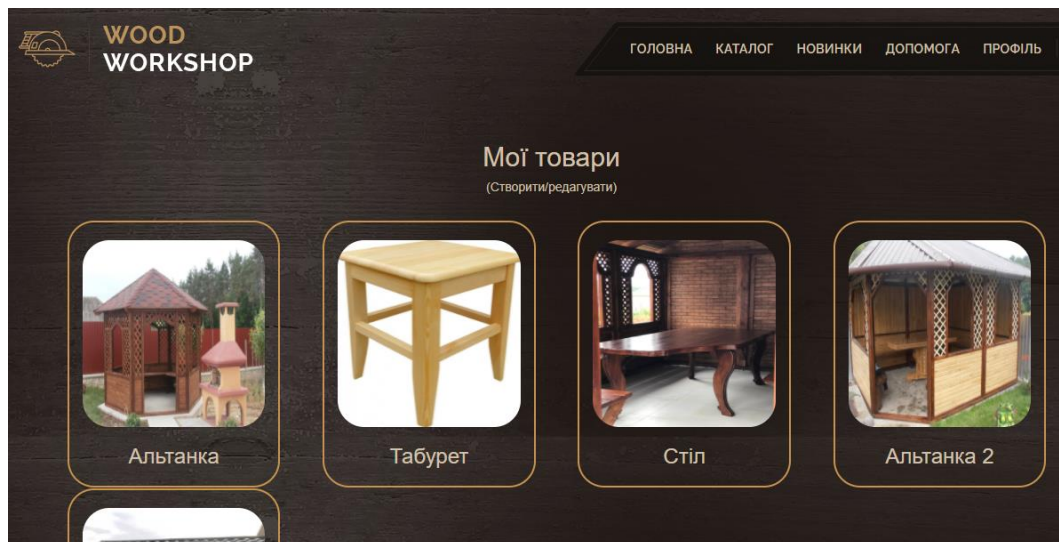 WOOD
WORKSHOP
ГОЛОВНА КАТАЛОГ НОВИНКИ ДОПОМОГА ПРОФІЛЬ
Мої товари
(Створити/редагувати)
Альтанка Табурет Стіл Альтанка 2